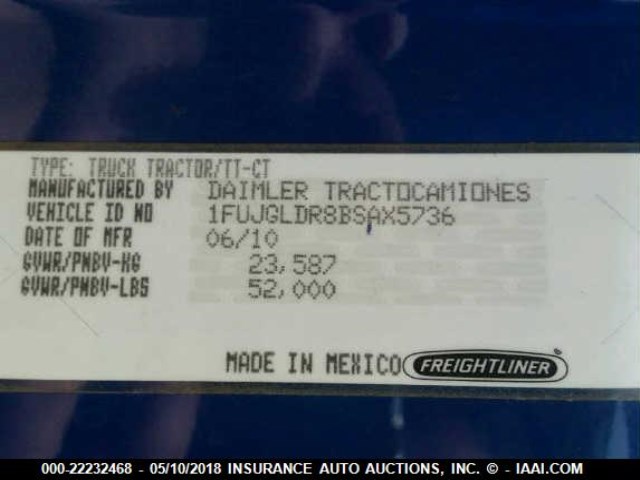 TYPE: TRUCK TRACTOR/TT-CT
MANUFACTURED BY DAIMLER TRACTOCAMIONES
VEHICLE ID NO 1FUJGLDR8BSAX5736
DATE OF MFR 06/10
GVWR/PNBV-KG 23,587
GVWR/PNBV-LBS 52,000
MADE IN MEXICO FREIGHTLINER
000-22232468 - 05/10/2018 INSURANCE AUTO AUCTIONS, INC. © - IAAI.COM